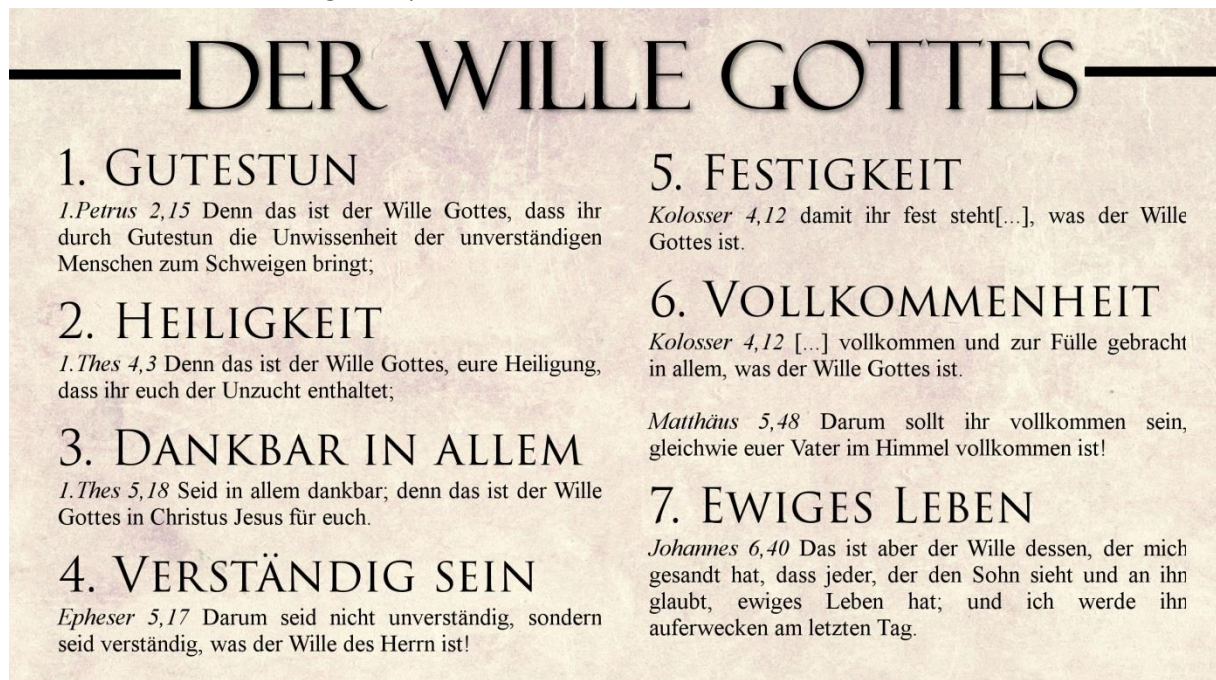 DER WILLE GOTTES
1. GUTESTUN
1.Petrus 2,15 Denn das ist der Wille Gottes, dass ihr
durch Gutestun die Unwissenheit der unverständigen
Menschen zum Schweigen bringt;
2. HEILIGKEIT
1.Thes 4,3 Denn das ist der Wille Gottes, eure Heiligung,
dass ihr euch der Unzucht enthaltet;
3. DANKBAR IN ALLEM
1.Thes 5,18 Seid in allem dankbar; denn das ist der Wille
Gottes in Christus Jesus für euch.
4. VERSTÄNDIG SEIN
Epheser 5,17 Darum seid nicht unverständig, sondern
seid verständig, was der Wille des Herrn ist!
5. FESTIGKEIT
Kolosser 4,12 damit ihr fest steht[...], was der Wille
Gottes ist.
6. VOLLKOMMENHEIT
Kolosser 4,12 [...] vollkommen und zur Fülle gebracht
in allem, was der Wille Gottes ist.
Matthäus 5,48 Darum sollt ihr vollkommen sein,
gleichwie euer Vater im Himmel vollkommen ist!
7. EWIGES LEBEN
Johannes 6,40 Das ist aber der Wille dessen, der mich
gesandt hat, dass jeder, der den Sohn sieht und an ihn
glaubt, ewiges Leben hat; und ich werde ihn
auferwecken am letzten Tag.